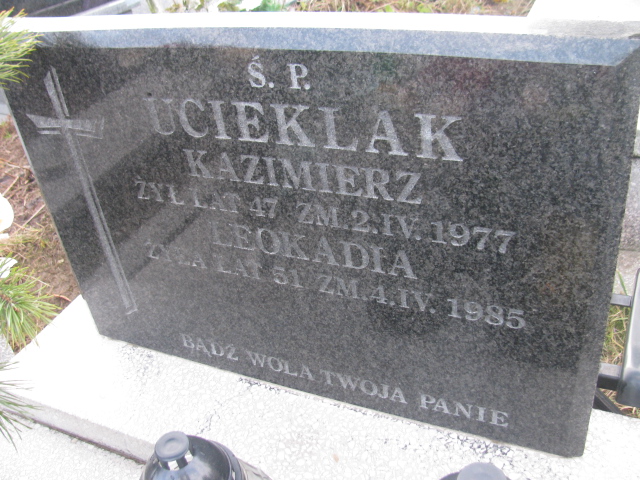 Ś. P.
UCIEKLAK
KAZIMIERZ
ŻYŁ LAT 47 ZM. 2. IV. 1977
LEOKADIA
ŻYŁA LAT 51 ZM. 4. IV. 1985
BĄDŹ WOLA TWOJA PANIE